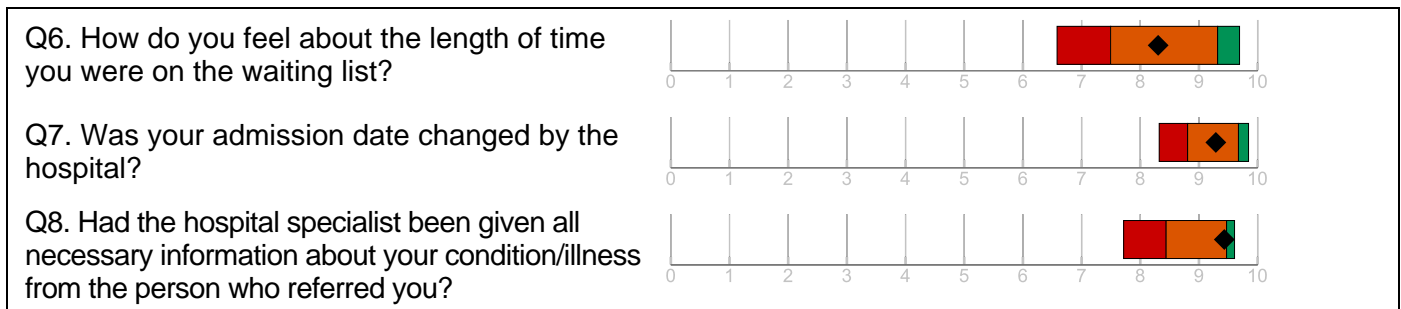 Q6. How do you feel about the length of time
you were on the waiting list?
0 1 2 3 4 5 6 7 8 9 10
Q7. Was your admission date changed by the
hospital?
0 1 2 3 4 5 6 7 8 9 10
Q8. Had the hospital specialist been given all
necessary information about your condition/illness
from the person who referred you?
0 1 2 3 4 5 6 7 8 9 10